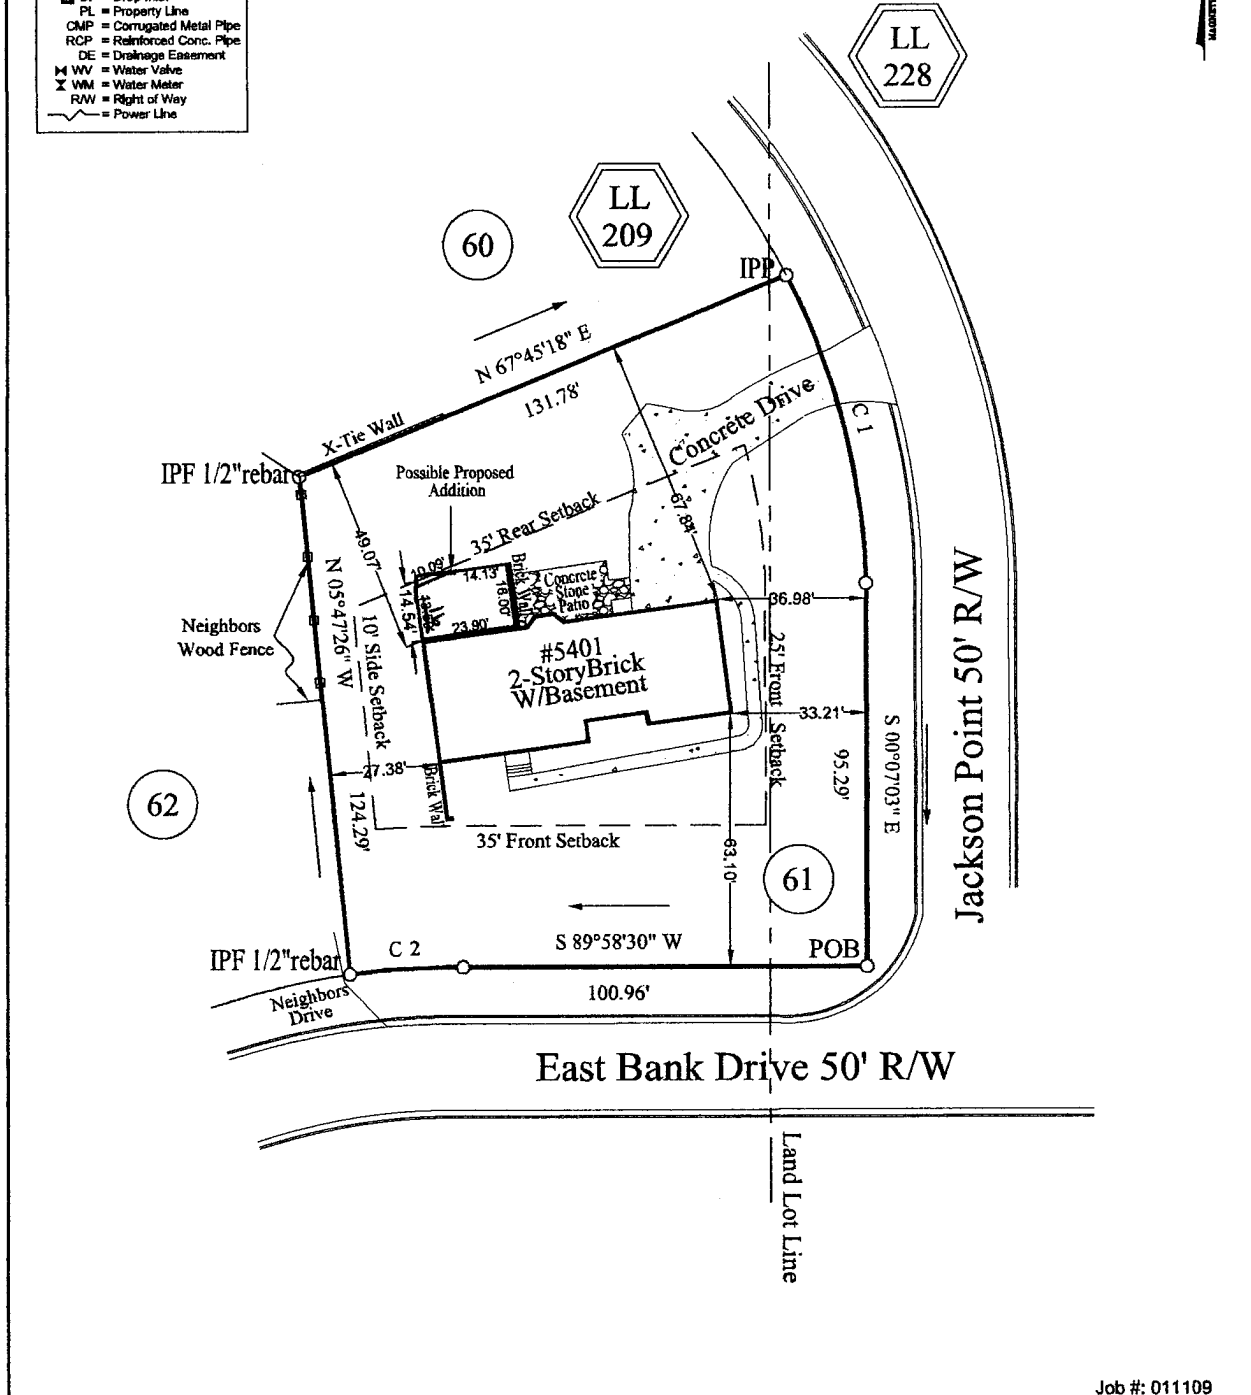 PL = Property Line
CMP = Corrugated Metal Pipe
RCP = Reinforced Conc. Pipe
DE = Drainage Easement
WV = Water Valve
WM = Water Meter
R/W = Right of Way
= Power Line
LL
228
LL
209
60
IPP
N 67°45'18" E
131.78'
X-Tie Wall
IPF 1/2"rebar
Concrete Drive
C 1
Possible Proposed
Addition
35' Rear Setback
67.84'
49.07'
10.09'
14.13'
Brick Wall
16.00'
14.54'
23.90'
Concrete
Stone
Patio
36.98'
N 05°47'26" W
124.29'
10' Side Setback
Neighbors
Wood Fence
#5401
2-StoryBrick
W/Basement
25' Front Setback
33.21'
95.29'
S 00°07'03" E
Jackson Point 50' R/W
27.38'
Brick Wall
62
35' Front Setback
63.10'
61
S 89°58'30" W
POB
C 2
IPF 1/2"rebar
100.96'
Neighbors
Drive
East Bank Drive 50' R/W
Land Lot Line
Job #: 011109